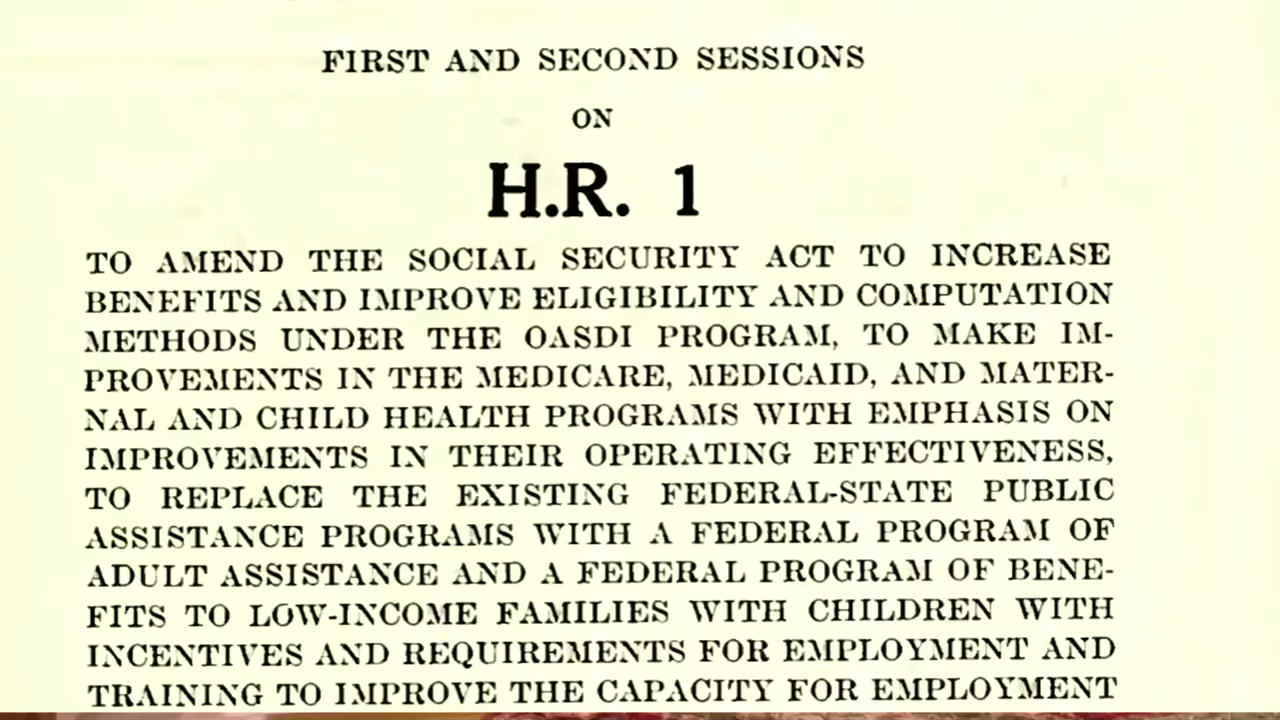 FIRST AND SECOND SESSIONS
ON
H.R. 1
TO AMEND THE SOCIAL SECURITY ACT TO INCREASE
BENEFITS AND IMPROVE ELIGIBILITY AND COMPUTATION
METHODS UNDER THE OASDI PROGRAM, TO MAKE IM-
PROVEMENTS IN THE MEDICARE, MEDICAID, AND MATER-
NAL AND CHILD HEALTH PROGRAMS WITH EMPHASIS ON
IMPROVEMENTS IN THEIR OPERATING EFFECTIVENESS,
TO REPLACE THE EXISTING FEDERAL-STATE PUBLIC
ASSISTANCE PROGRAMS WITH A FEDERAL PROGRAM OF
ADULT ASSISTANCE AND A FEDERAL PROGRAM OF BENE-
FITS TO LOW-INCOME FAMILIES WITH CHILDREN WITH
INCENTIVES AND REQUIREMENTS FOR EMPLOYMENT AND
TRAINING TO IMPROVE THE CAPACITY FOR EMPLOYMENT